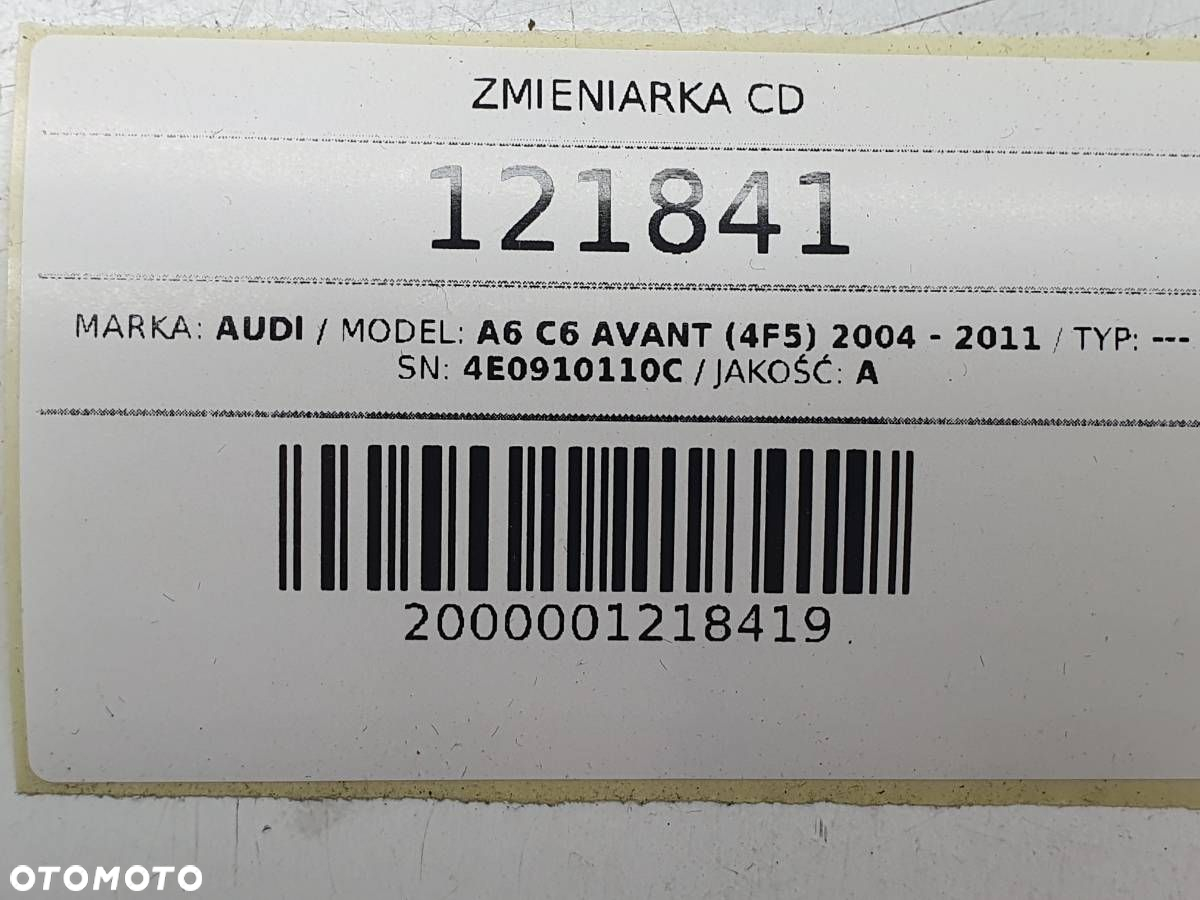 ZMIENIARKA CD
121841
MARKA: AUDI / MODEL: A6 C6 AVANT (4F5) 2004 - 2011 / TYP: ---
SN: 4E0910110C / JAKOŚĆ: A
2000001218419
OTOMOTO